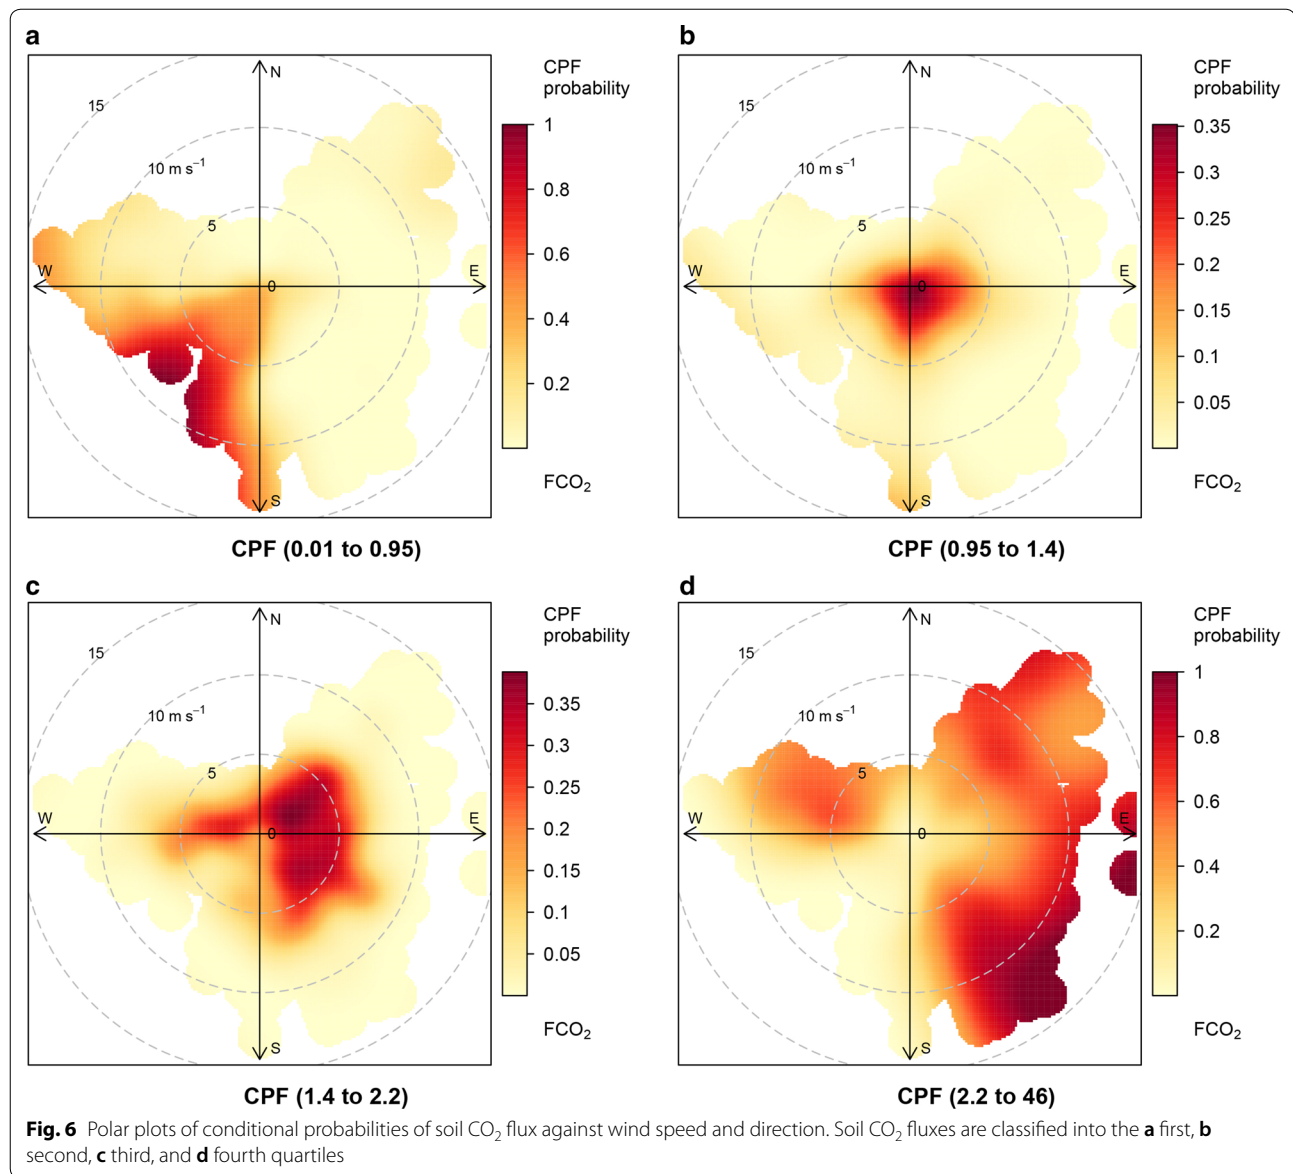 a
CPF
probability
N
15
10 m s⁻¹
5
W
0
E
S
1
0.8
0.6
0.4
0.2
FCO₂
CPF (0.01 to 0.95)
b
CPF
probability
N
15
10 m s⁻¹
5
W
0
E
S
0.35
0.3
0.25
0.2
0.15
0.1
0.05
FCO₂
CPF (0.95 to 1.4)
c
CPF
probability
N
15
10 m s⁻¹
5
W
0
E
S
0.35
0.3
0.25
0.2
0.15
0.1
0.05
FCO₂
CPF (1.4 to 2.2)
d
CPF
probability
N
15
10 m s⁻¹
5
W
0
E
S
1
0.8
0.6
0.4
0.2
FCO₂
CPF (2.2 to 46)
Fig. 6 Polar plots of conditional probabilities of soil CO₂ flux against wind speed and direction. Soil CO₂ fluxes are classified into the a first, b
second, c third, and d fourth quartiles